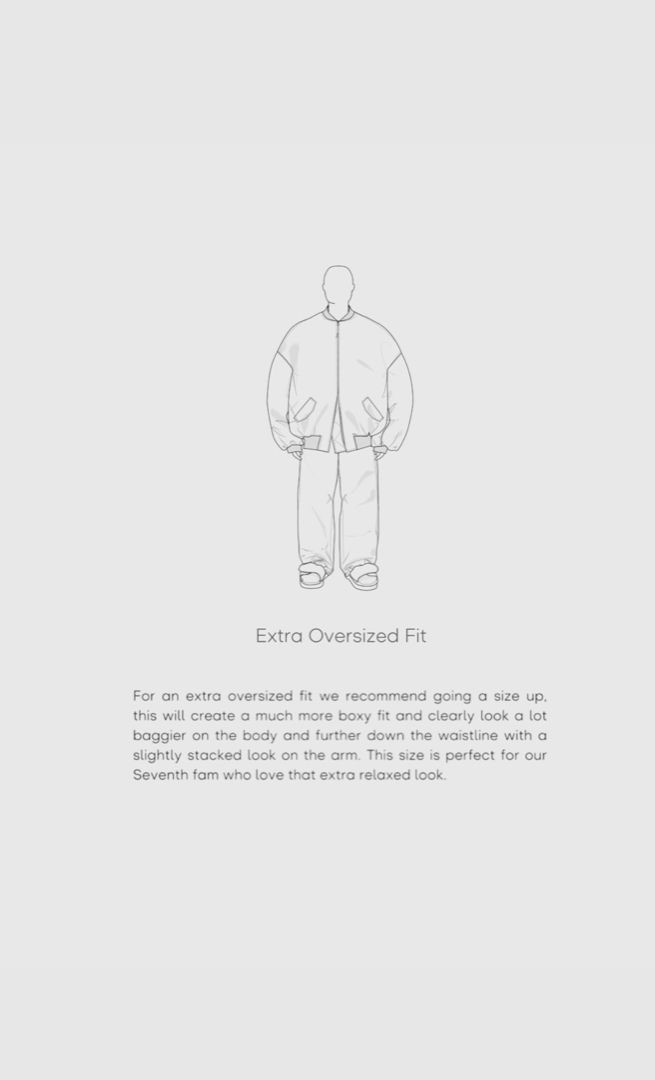 Extra Oversized Fit
For an extra oversized fit we recommend going a size up,
this will create a much more boxy fit and clearly look a lot
baggier on the body and further down the waistline with a
slightly stacked look on the arm. This size is perfect for our
Seventh fam who love that extra relaxed look.